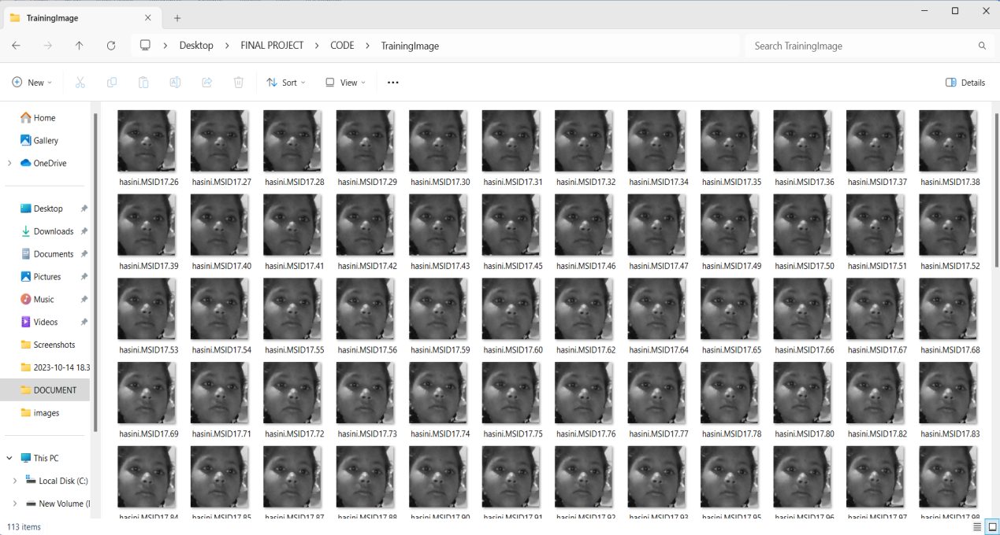 TrainingImage
Desktop > FINAL PROJECT > CODE > TrainingImage
Search TrainingImage
New
Sort
View
Details
Home
Gallery
OneDrive
Desktop
Downloads
Documents
Pictures
Music
Videos
Screenshots
2023-10-14 18.3
DOCUMENT
images
This PC
Local Disk (C:)
New Volume (
hasini.MSID17.26 hasini.MSID17.27 hasini.MSID17.28 hasini.MSID17.29 hasini.MSID17.30 hasini.MSID17.31 hasini.MSID17.32 hasini.MSID17.34 hasini.MSID17.35 hasini.MSID17.36 hasini.MSID17.37 hasini.MSID17.38
hasini.MSID17.39 hasini.MSID17.40 hasini.MSID17.41 hasini.MSID17.42 hasini.MSID17.43 hasini.MSID17.45 hasini.MSID17.46 hasini.MSID17.47 hasini.MSID17.49 hasini.MSID17.50 hasini.MSID17.51 hasini.MSID17.52
hasini.MSID17.53 hasini.MSID17.54 hasini.MSID17.55 hasini.MSID17.56 hasini.MSID17.59 hasini.MSID17.60 hasini.MSID17.62 hasini.MSID17.64 hasini.MSID17.65 hasini.MSID17.66 hasini.MSID17.67 hasini.MSID17.68
hasini.MSID17.69 hasini.MSID17.71 hasini.MSID17.72 hasini.MSID17.73 hasini.MSID17.74 hasini.MSID17.75 hasini.MSID17.76 hasini.MSID17.77 hasini.MSID17.78 hasini.MSID17.80 hasini.MSID17.82 hasini.MSID17.83
hasini.MSID17.84 hasini.MSID17.85 hasini.MSID17.87 hasini.MSID17.88 hasini.MSID17.90 hasini.MSID17.91 hasini.MSID17.92 hasini.MSID17.93 hasini.MSID17.95 hasini.MSID17.96 hasini.MSID17.97 hasini.MSID17.98
113 items